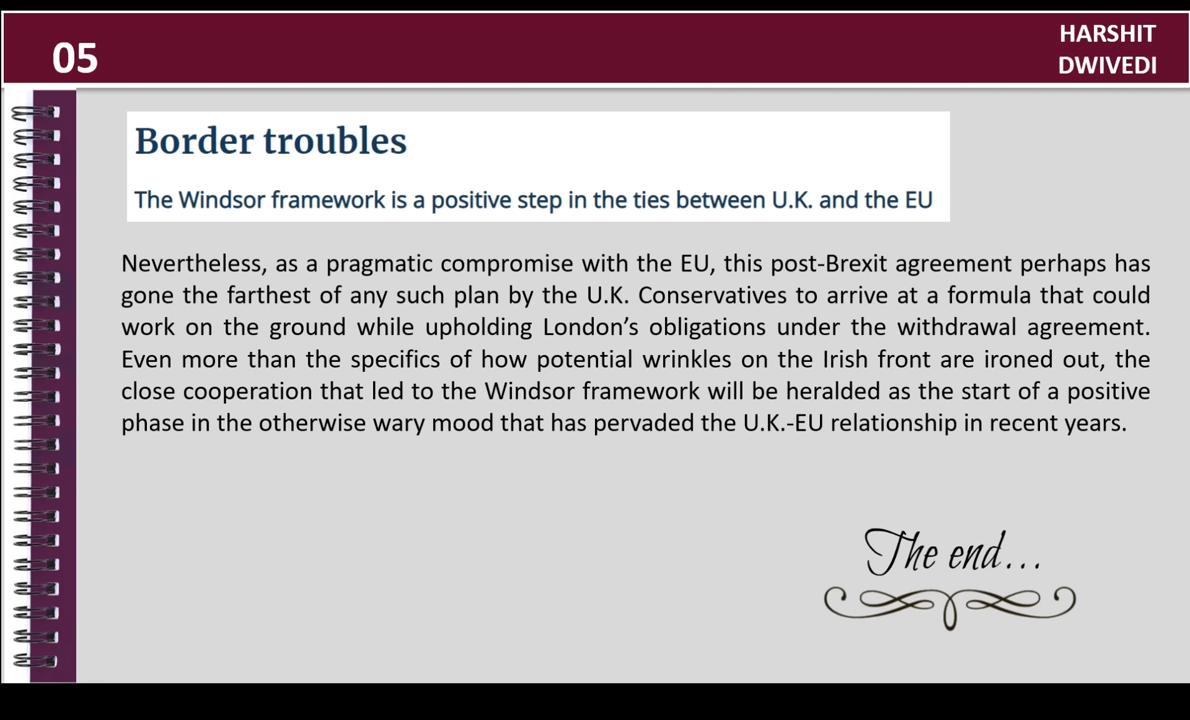 05
HARSHIT
DWIVEDI
Border troubles
The Windsor framework is a positive step in the ties between U.K. and the EU
Nevertheless, as a pragmatic compromise with the EU, this post-Brexit agreement perhaps has
gone the farthest of any such plan by the U.K. Conservatives to arrive at a formula that could
work on the ground while upholding London’s obligations under the withdrawal agreement.
Even more than the specifics of how potential wrinkles on the Irish front are ironed out, the
close cooperation that led to the Windsor framework will be heralded as the start of a positive
phase in the otherwise wary mood that has pervaded the U.K.-EU relationship in recent years.
The end...